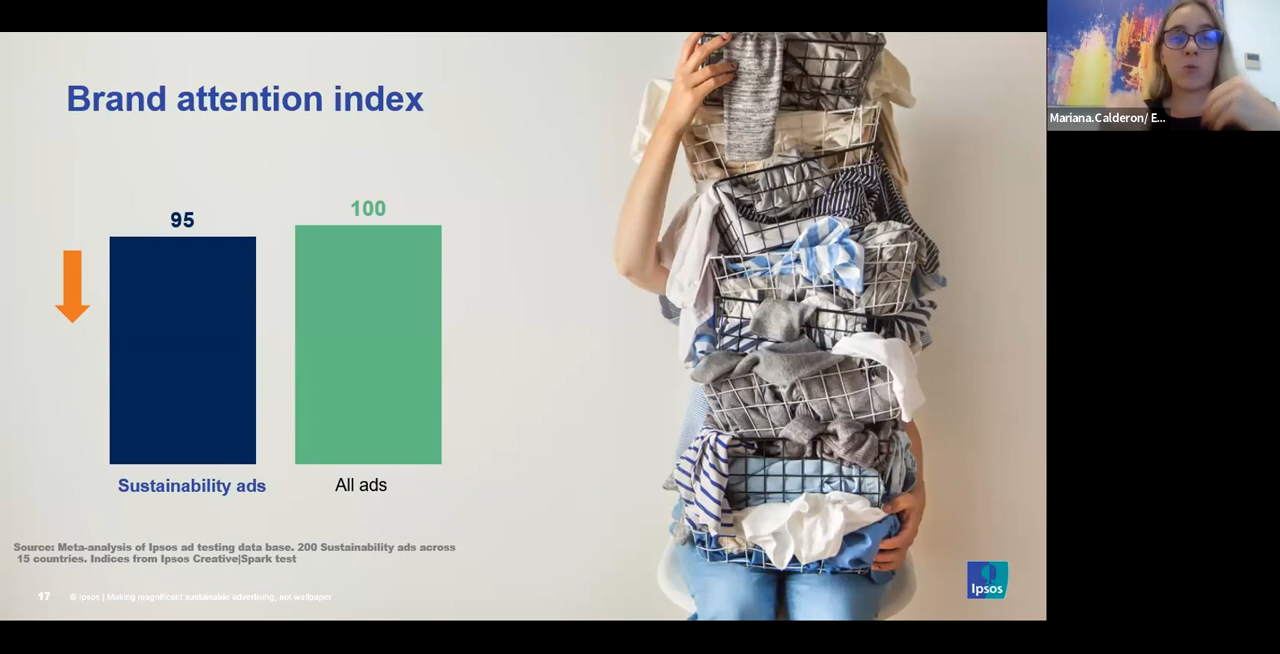 Brand attention index
95
100
Sustainability ads
All ads
Source: Meta-analysis of Ipsos ad testing data base. 200 Sustainability ads across
15 countries. Indices from Ipsos Creative|Spark test
17
© Ipsos | Making magnificent sustainable advertising, not wallpaper
Ipsos
Mariana.Calderon/ E...